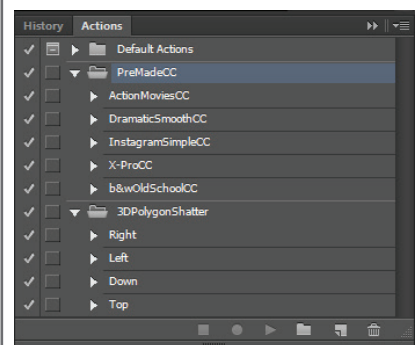 History Actions
Default Actions
PreMadeCC
ActionMoviesCC
DramaticSmoothCC
InstagramSimpleCC
X-ProCC
b&wOldSchoolCC
3DPolygonShatter
Right
Left
Down
Top